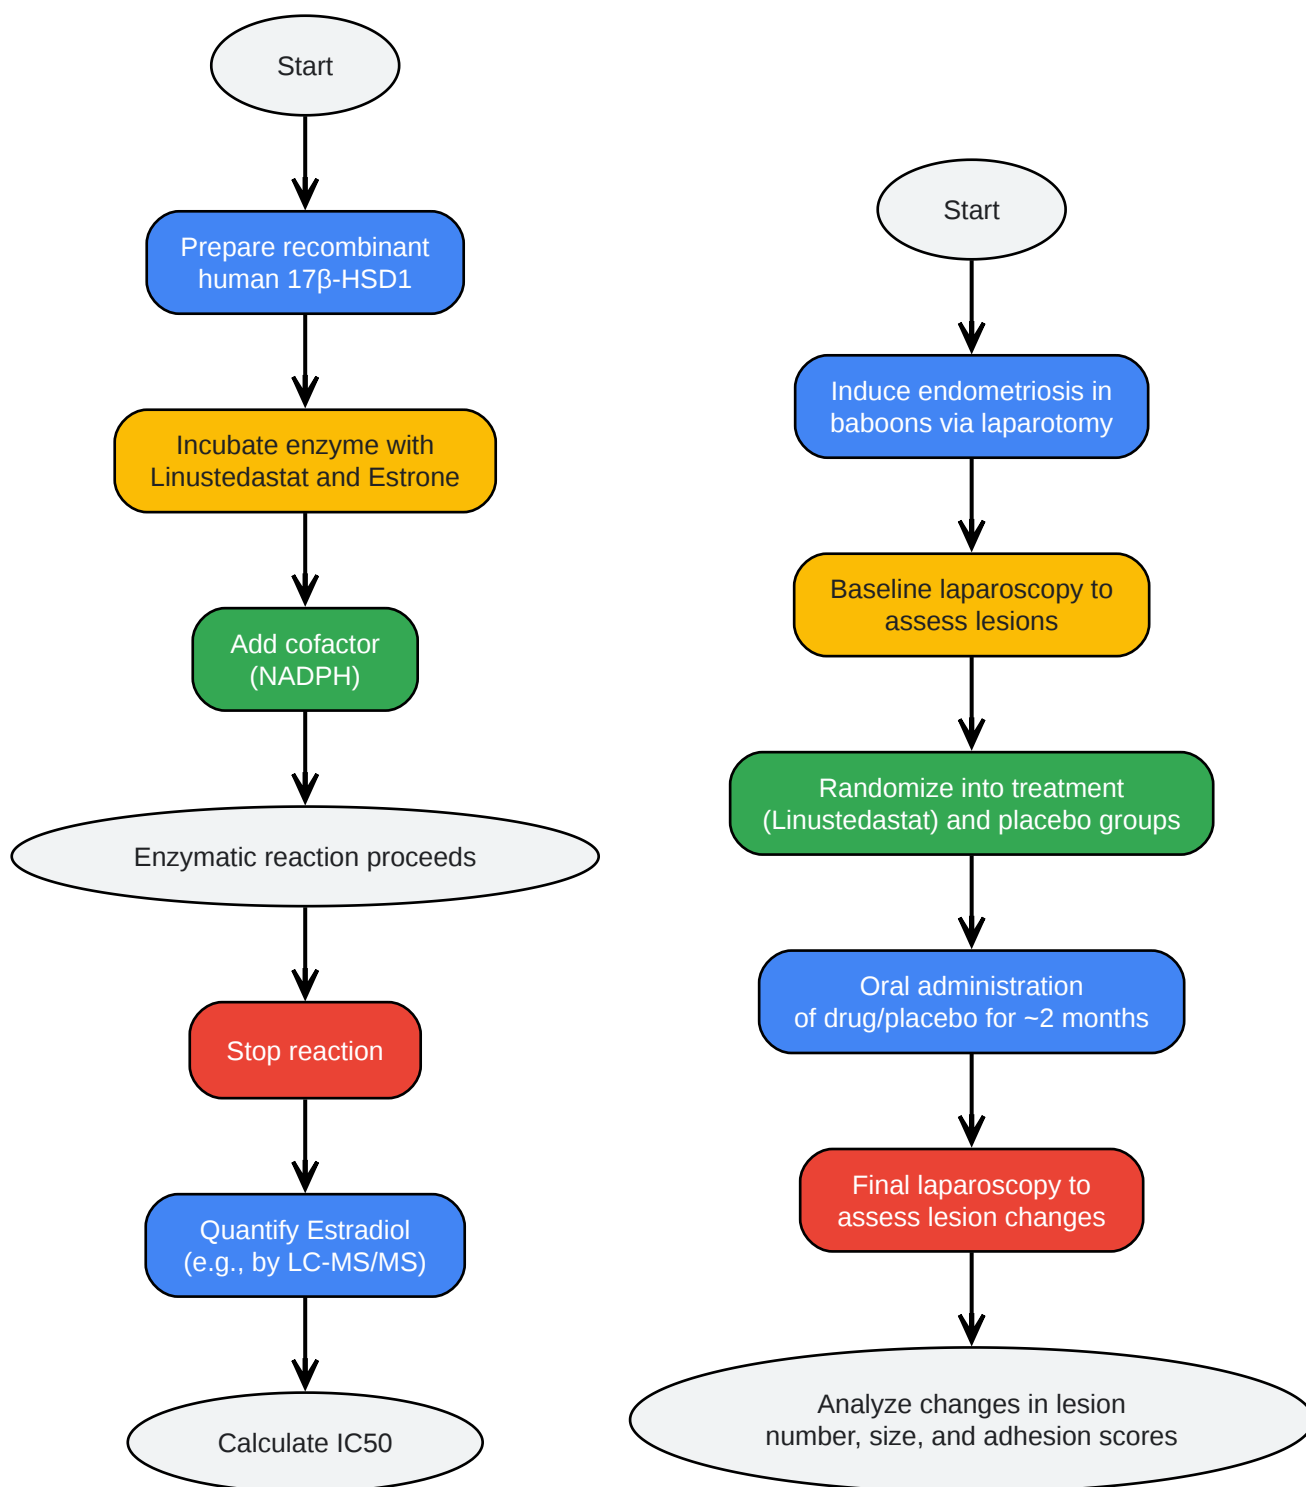 Start
Prepare recombinant
human 17β-HSD1
Incubate enzyme with
Linustedastat and Estrone
Add cofactor
(NADPH)
Enzymatic reaction proceeds
Stop reaction
Quantify Estradiol
(e.g., by LC-MS/MS)
Calculate IC50
Start
Induce endometriosis in
baboons via laparotomy
Baseline laparoscopy to
assess lesions
Randomize into treatment
(Linustedastat) and placebo groups
Oral administration
of drug/placebo for ~2 months
Final laparoscopy to
assess lesion changes
Analyze changes in lesion
number, size, and adhesion scores